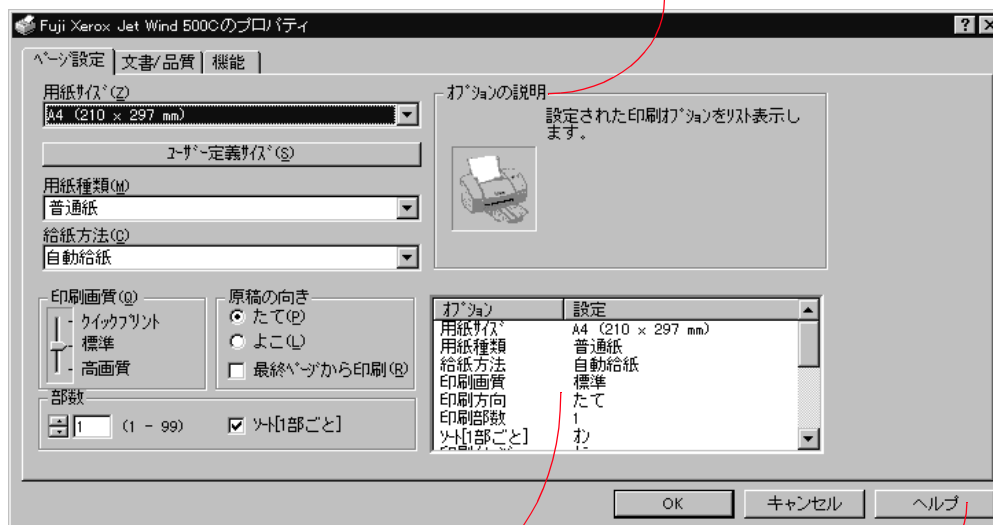 Fuji Xerox Jet Wind 500Cのプロパティ
ﾍﾟｰｼﾞ設定 文書/品質 機能
用紙ｻｲｽﾞ(Z)
A4 (210 x 297 mm)
ﾕｰｻﾞｰ定義ｻｲｽﾞ(S)
用紙種類(M)
普通紙
給紙方法(C)
自動給紙
ｵﾌﾟｼｮﾝの説明
設定された印刷ｵﾌﾟｼｮﾝをﾘｽﾄ表示し
ます。
印刷画質(Q)
ｸｲｯｸﾌﾟﾘﾝﾄ
標準
高画質
原稿の向き
たて(P)
よこ(L)
最終ﾍﾟｰｼﾞから印刷(R)
部数
1 (1 - 99)
ｿｰﾄ[1部ごと]
ｵﾌﾟｼｮﾝ 設定
用紙ｻｲｽﾞ A4 (210 x 297 mm)
用紙種類 普通紙
給紙方法 自動給紙
印刷画質 標準
印刷方向 たて
印刷部数 1
ｿｰﾄ[1部ごと] ｵﾝ
OK キャンセル ヘルプ